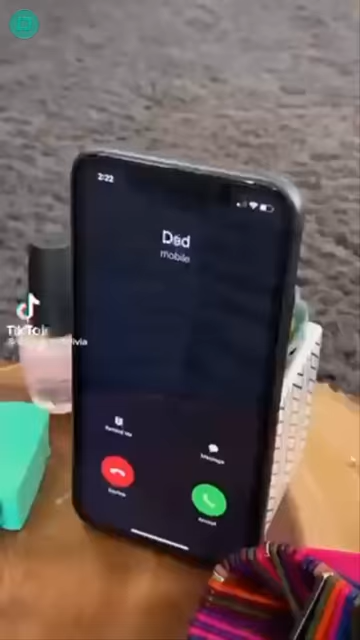 2:22
Dad
mobile
TikTok
Remind Me
Message
Decline
Accept